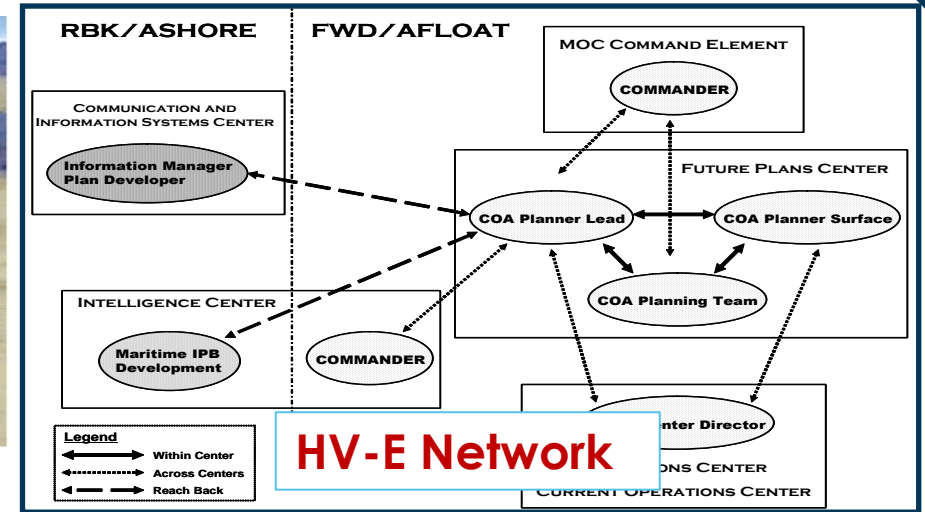 RBK/ASHORE
FWD/AFLOAT
MOC COMMAND ELEMENT
COMMANDER
COMMUNICATION AND
INFORMATION SYSTEMS CENTER
Information Manager
Plan Developer
FUTURE PLANS CENTER
COA Planner Lead
COA Planner Surface
COA Planning Team
INTELLIGENCE CENTER
Maritime IPB
Development
COMMANDER
Director
HV-E Network
CENTER
CURRENT OPERATIONS CENTER
Legend
Within Center
Across Centers
Reach Back